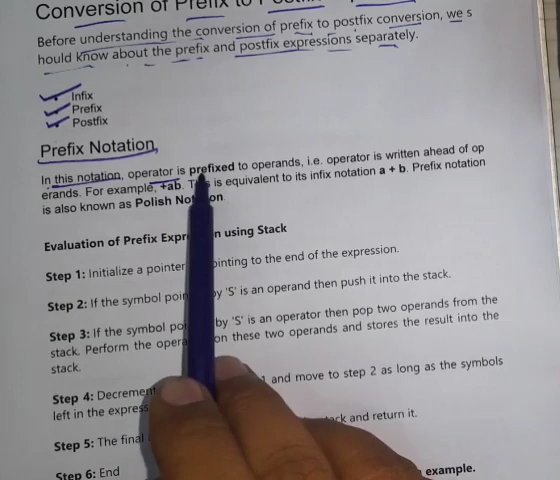 Conversion of Prefix to
Before understanding the conversion of prefix to postfix conversion, we s
hould know about the prefix and postfix expressions separately.
Infix
Prefix
Postfix
Prefix Notation
In this notation, operator is prefixed to operands, i.e. operator is written ahead of op
erands. For example, +ab. is equivalent to its infix notation a + b. Prefix notation
is also known as Polish
Evaluation of Prefix using Stack
Step 1: Initialize a pointer pointing to the end of the expression.
Step 2: If the symbol by 'S' is an operand then push it into the stack.
Step 3: If the symbol by 'S' is an operator then pop two operands from the
stack. Perform the on these two operands and stores the result into the
stack.
Step 4: 1 and move to step 2 as long as the symbols
left in the
Step 5: The final and return it.
Step 6: End example.